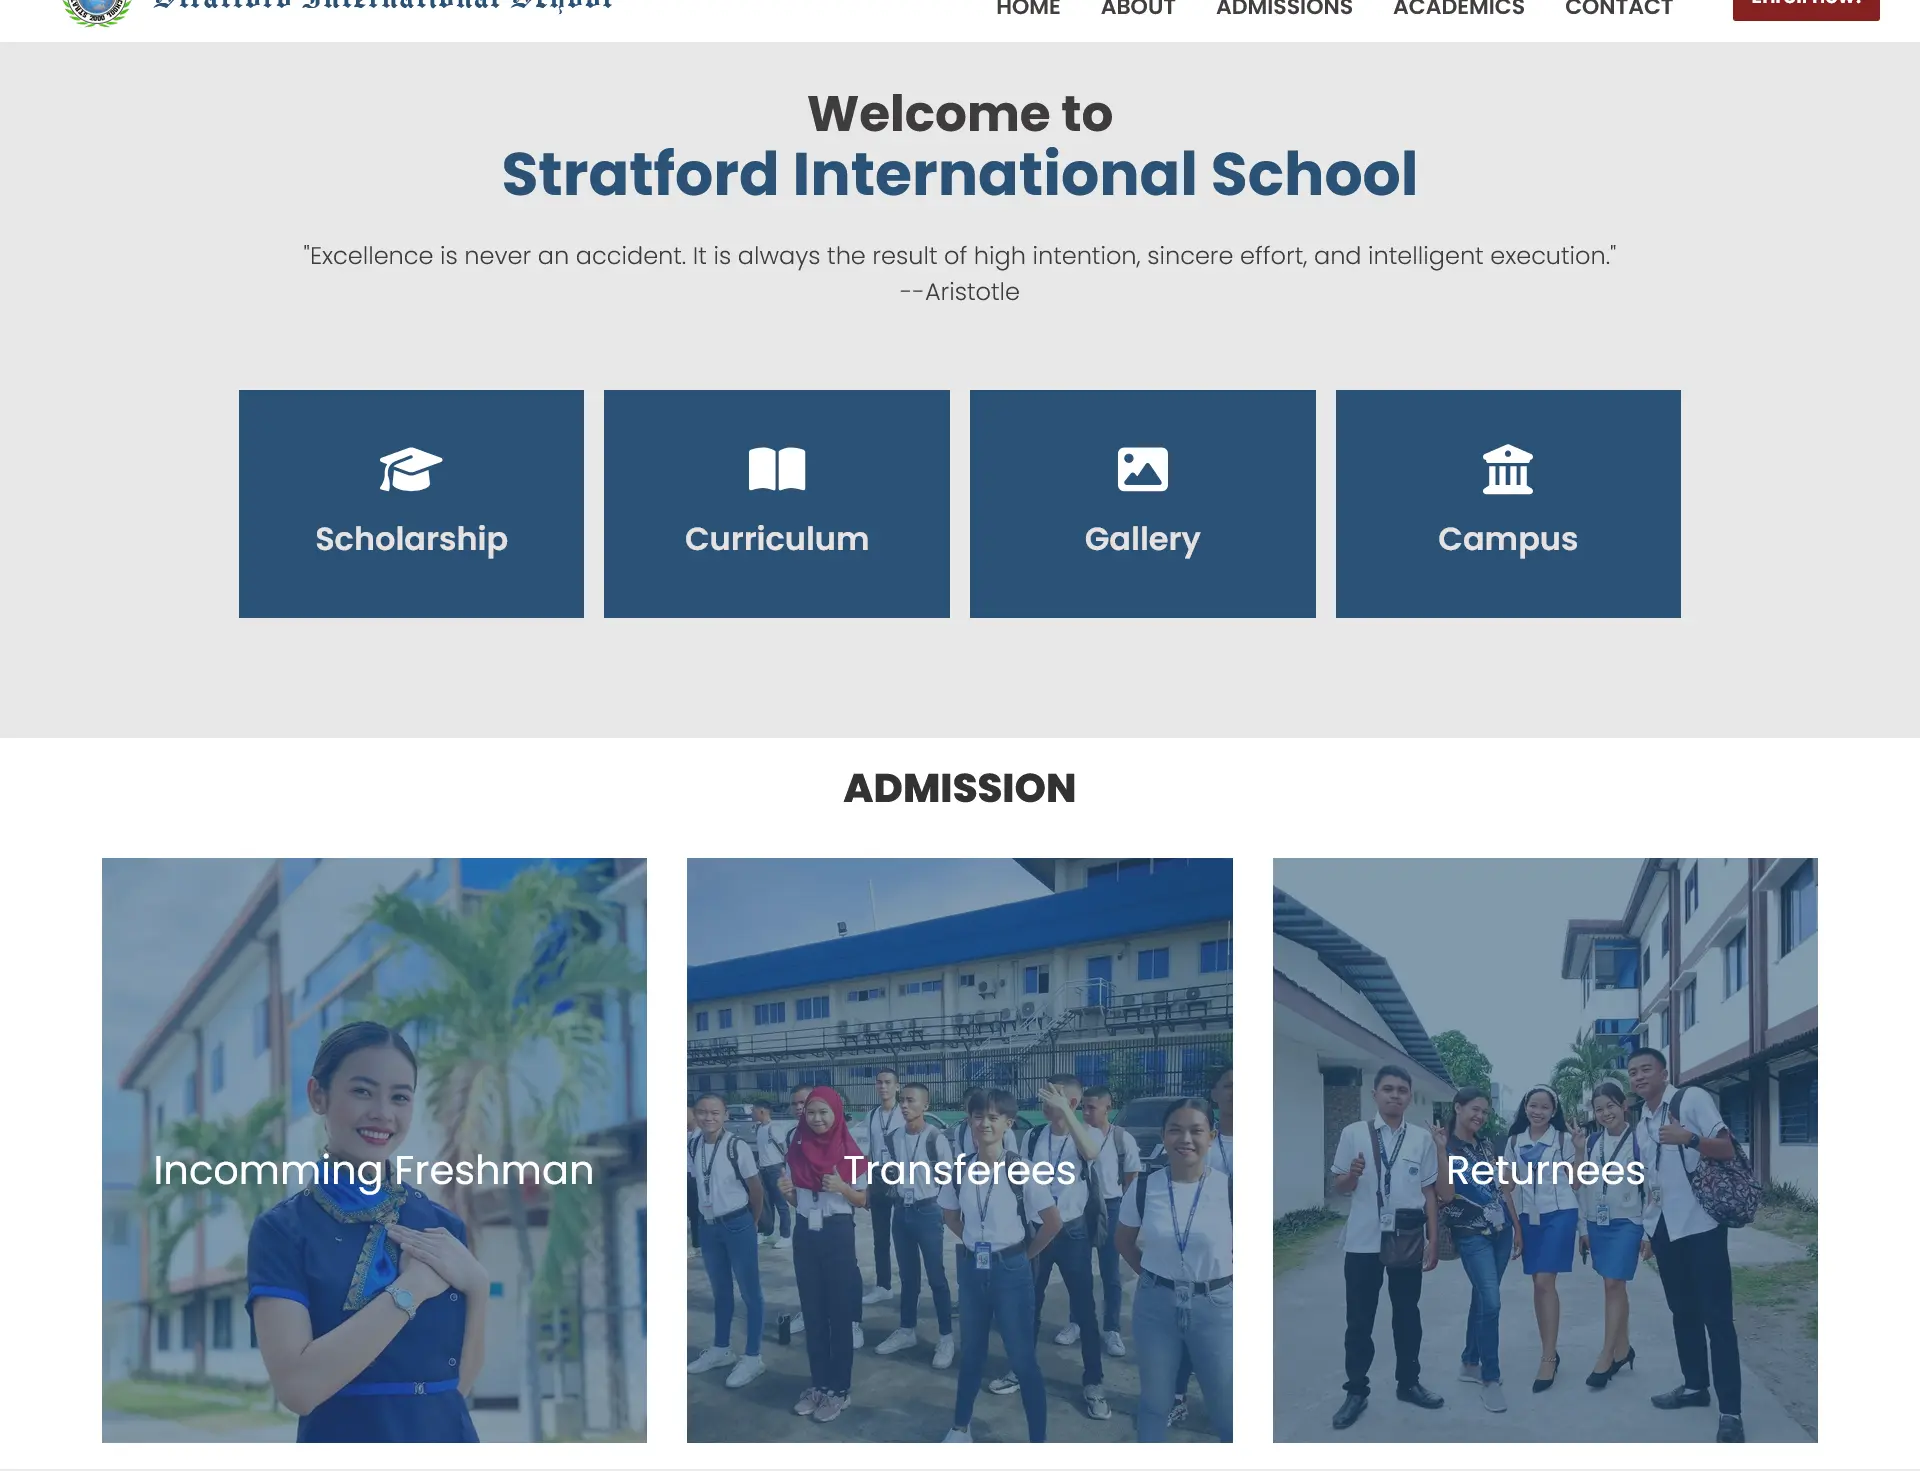 Stratford International School
HOME ABOUT ADMISSIONS ACADEMICS CONTACT Enroll now!
Welcome to
Stratford International School
"Excellence is never an accident. It is always the result of high intention, sincere effort, and intelligent execution."
--Aristotle
Scholarship
Curriculum
Gallery
Campus
ADMISSION
Incomming Freshman
Transferees
Returnees